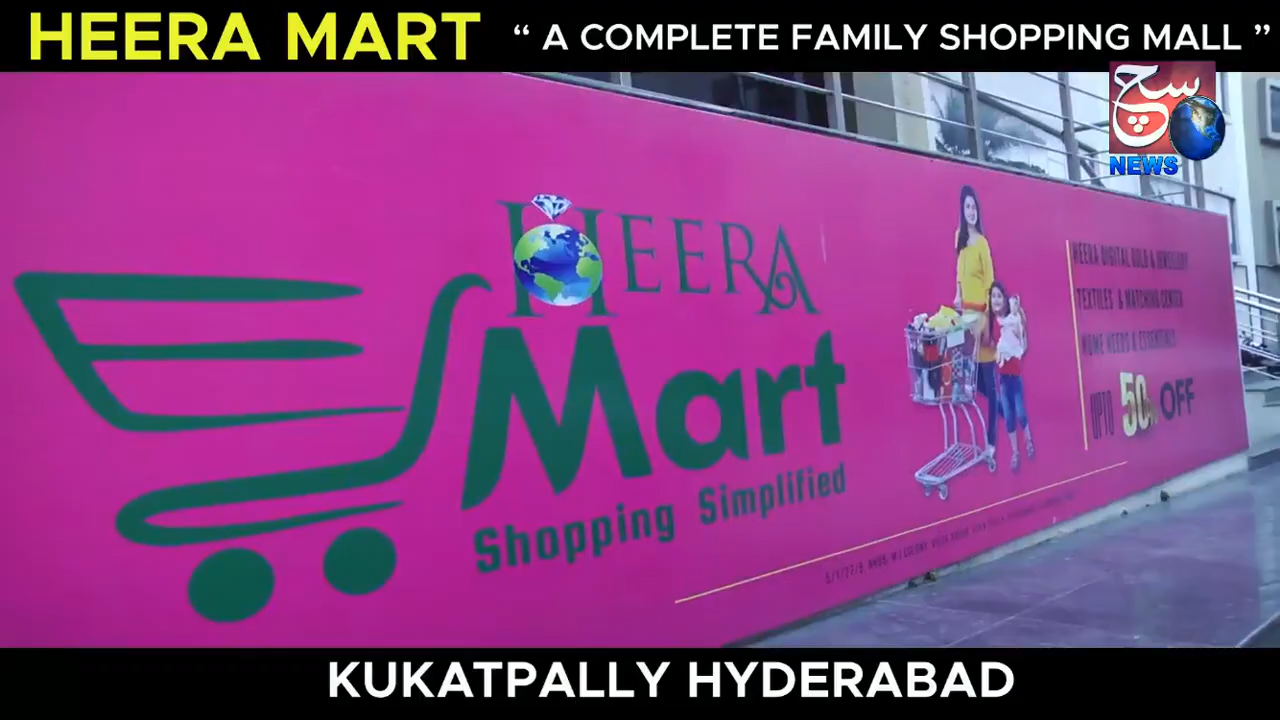 HEERA MART
“ A COMPLETE FAMILY SHOPPING MALL ”
سچ
NEWS
HEERA
Mart
Shopping Simplified
HEERA DIGITAL GOLD & JEWELLERY
TEXTILES & MATCHING CENTER
HOME NEEDS & ESSENTIALS
UPTO 50% OFF
KUKATPALLY HYDERABAD